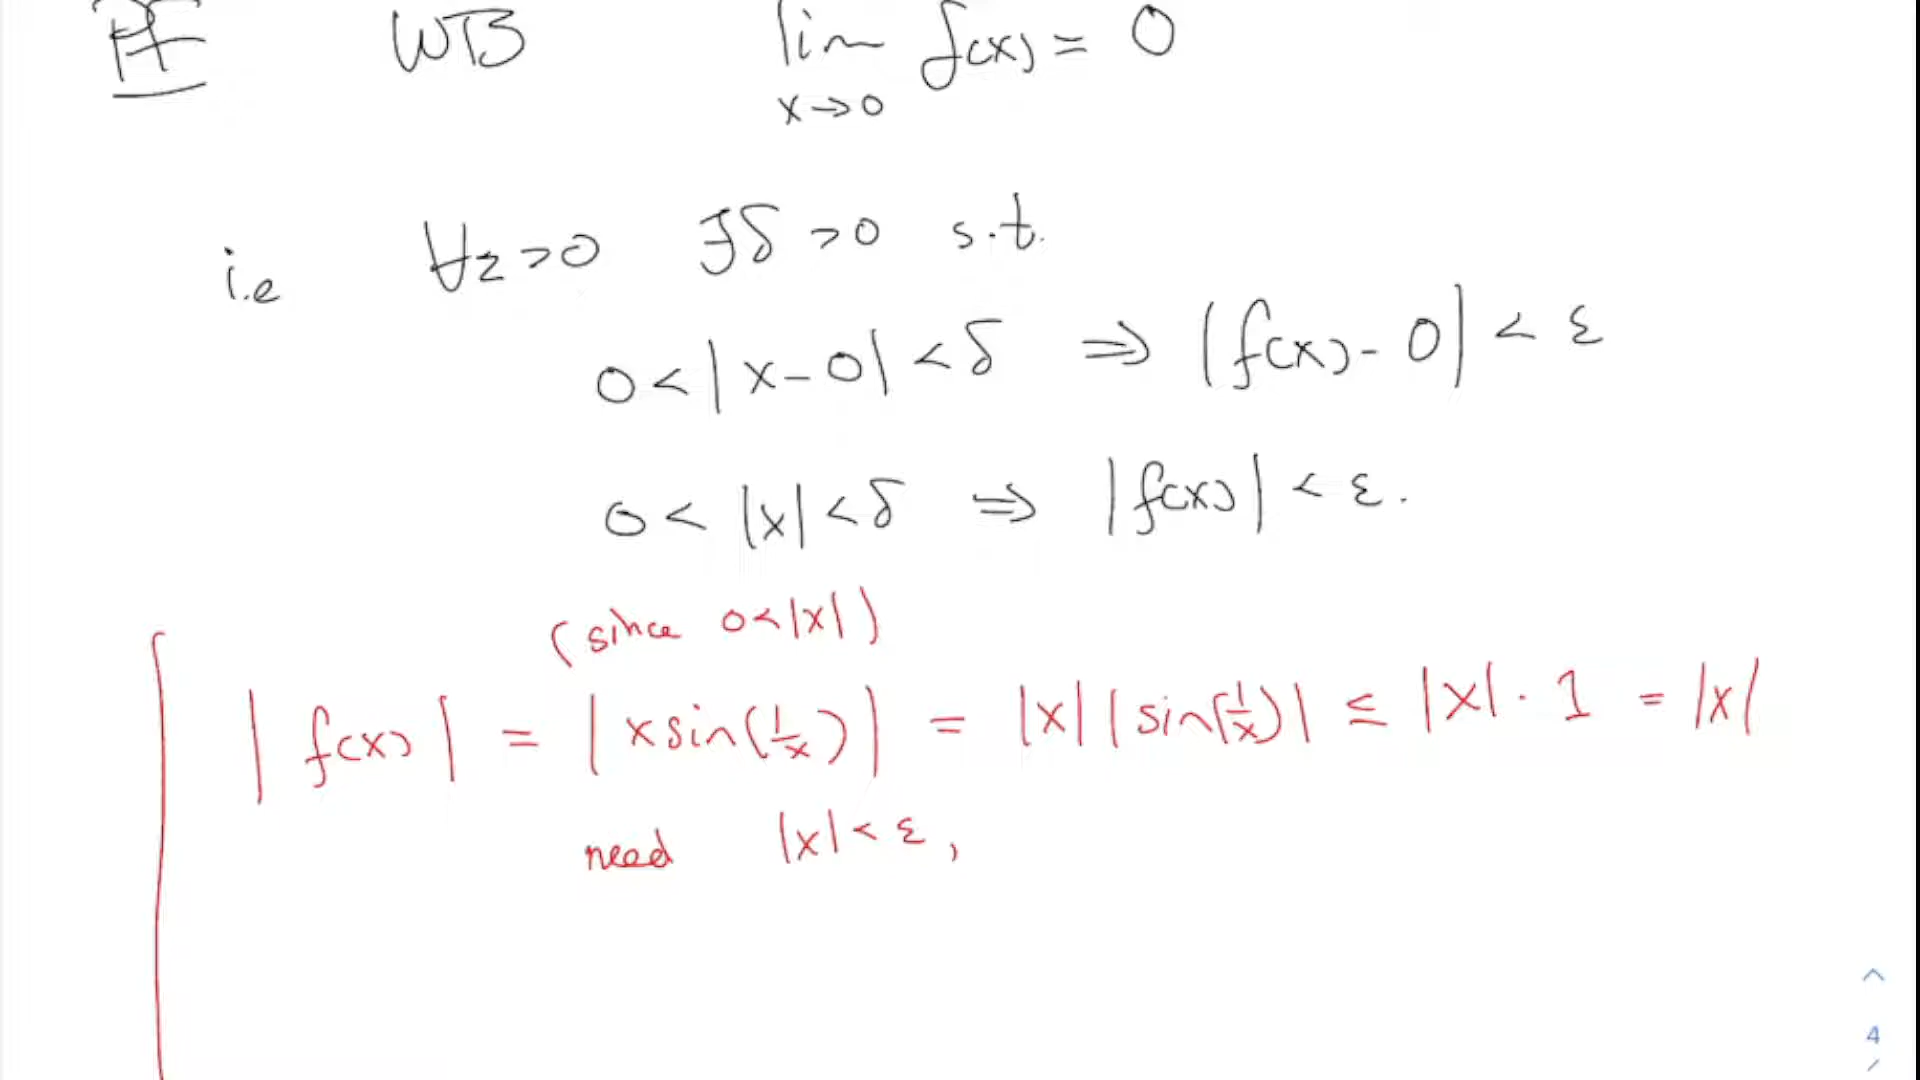 Pf WTS lim f(x) = 0
x→0
i.e ∀ε>0 ∃δ>0 s.t.
0<|x-0|<δ ⇒ |f(x)-0|<ε
0<|x|<δ ⇒ |f(x)|<ε.
(since 0<|x|)
|f(x)| = |xsin(1/x)| = |x||sin(1/x)| ≤ |x|·1 = |x|
need |x|<ε,
4